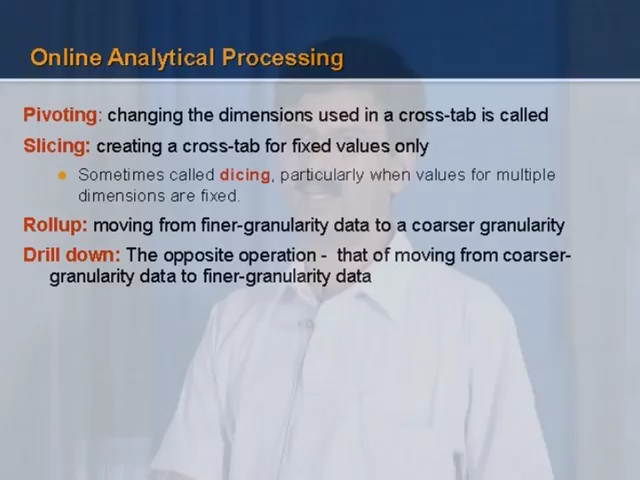 Online Analytical Processing
Pivoting: changing the dimensions used in a cross-tab is called
Slicing: creating a cross-tab for fixed values only
Sometimes called dicing, particularly when values for multiple
dimensions are fixed.
Rollup: moving from finer-granularity data to a coarser granularity
Drill down: The opposite operation - that of moving from coarser-
granularity data to finer-granularity data